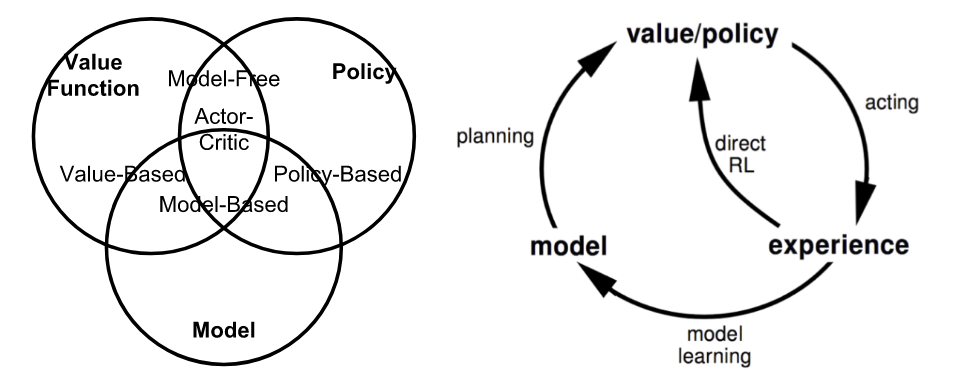 Value
Function
Model-Free
Policy
Actor-
Critic
Value-Based
Policy-Based
Model-Based
Model
value/policy
acting
planning
direct
RL
model
experience
model
learning